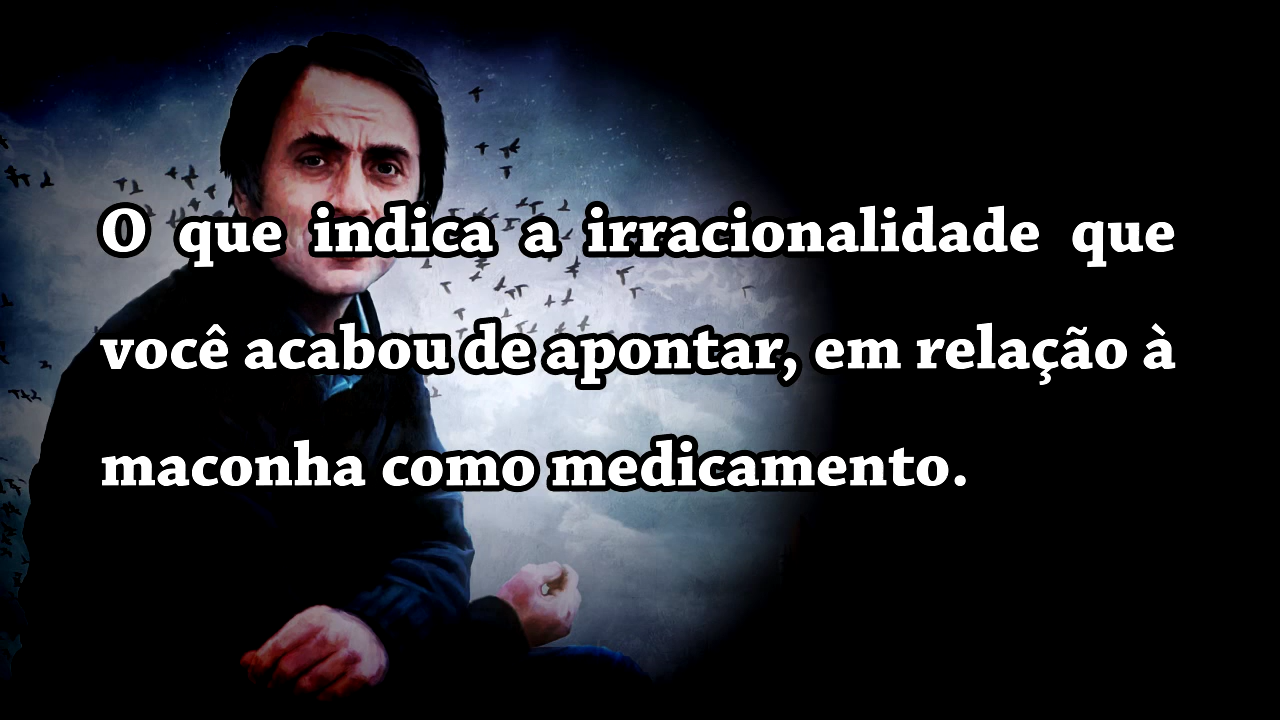 O que indica a irracionalidade que
você acabou de apontar, em relação à
maconha como medicamento.